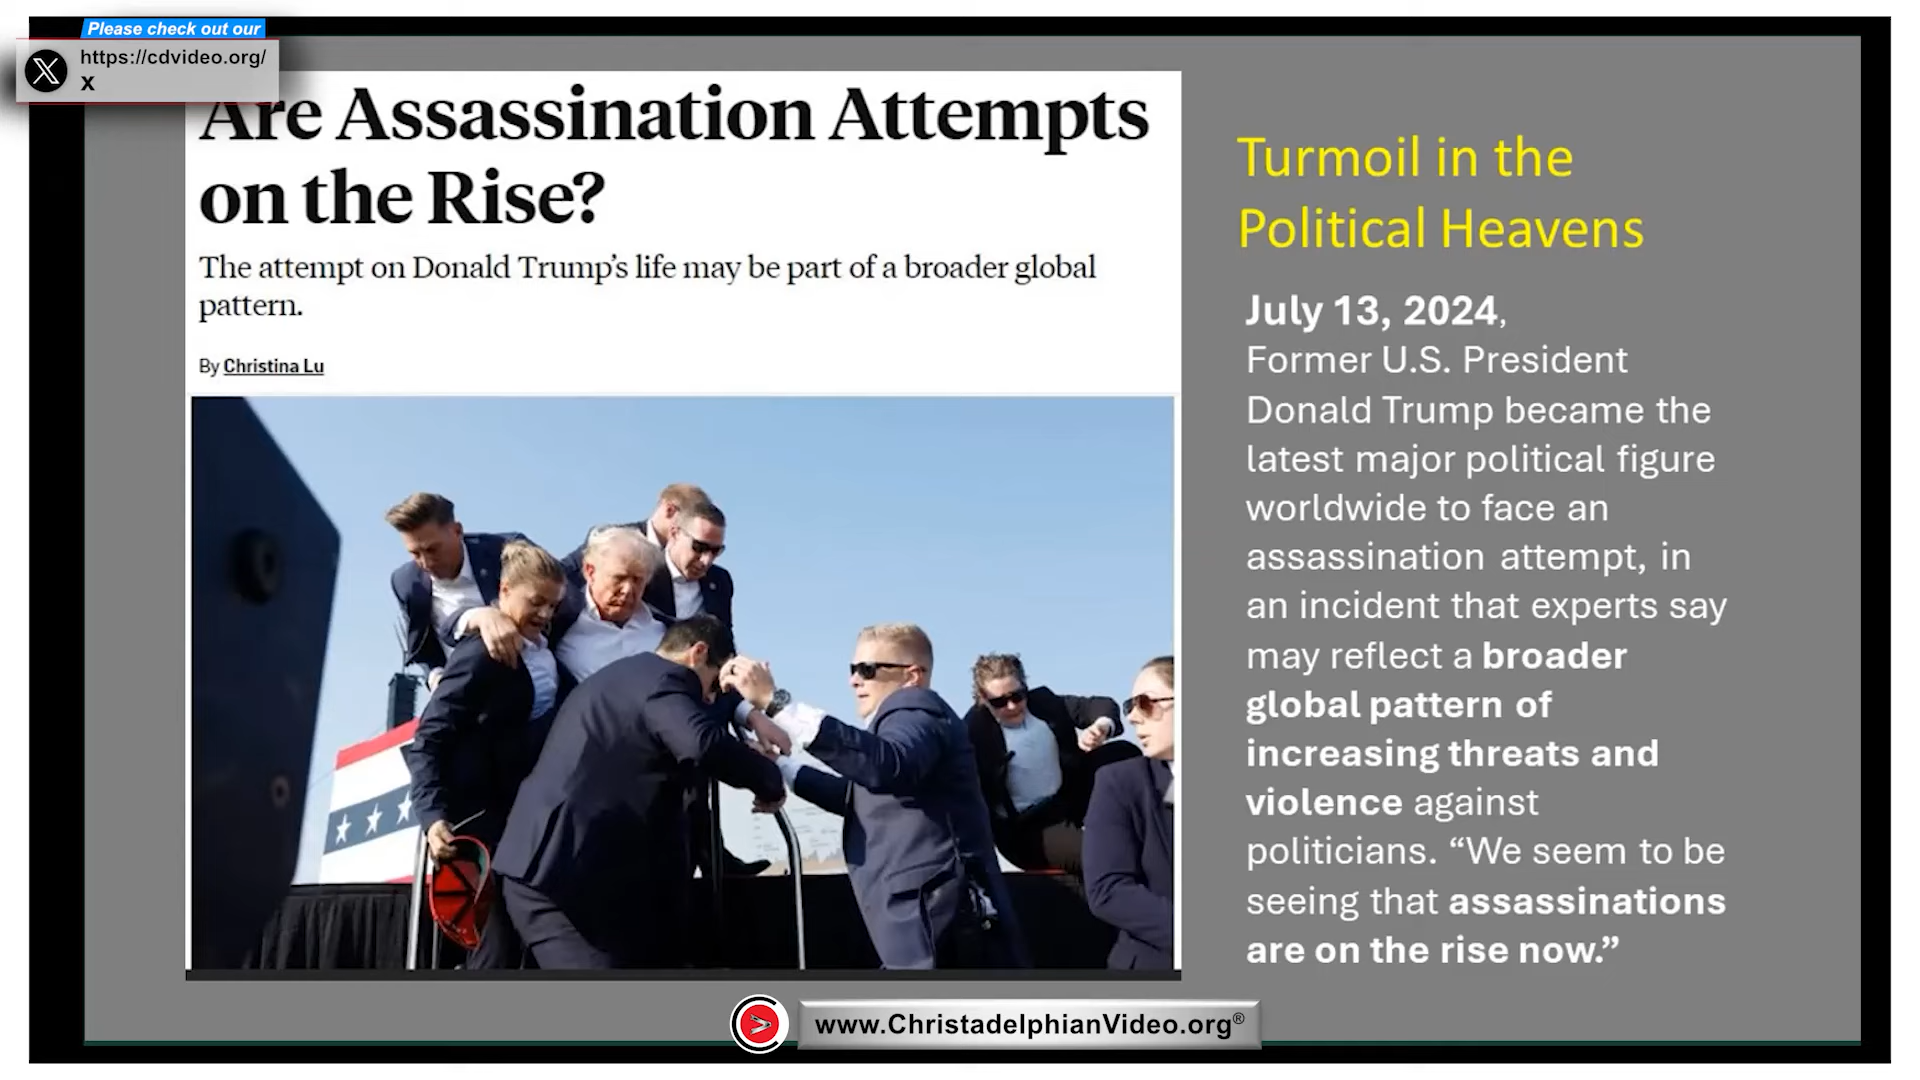 Please check out our
https://cdvideo.org/
x
Are Assassination Attempts
on the Rise?
The attempt on Donald Trump's life may be part of a broader global
pattern.
By Christina Lu
Turmoil in the
Political Heavens
July 13, 2024,
Former U.S. President
Donald Trump became the
latest major political figure
worldwide to face an
assassination attempt, in
an incident that experts say
may reflect a broader
global pattern of
increasing threats and
violence against
politicians. “We seem to be
seeing that assassinations
are on the rise now.”
www.ChristadelphianVideo.org®